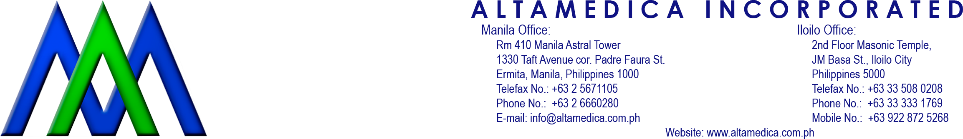 ALTAMEDICA INCORPORATED
Manila Office:
Rm 410 Manila Astral Tower
1330 Taft Avenue cor. Padre Faura St.
Ermita, Manila, Philippines 1000
Telefax No.: +63 2 5671105
Phone No.: +63 2 6660280
E-mail: info@altamedica.com.ph
Iloilo Office:
2nd Floor Masonic Temple,
JM Basa St., Iloilo City
Philippines 5000
Telefax No.: +63 33 508 0208
Phone No.: +63 33 333 1769
Mobile No.: +63 922 872 5268
Website: www.altamedica.com.ph